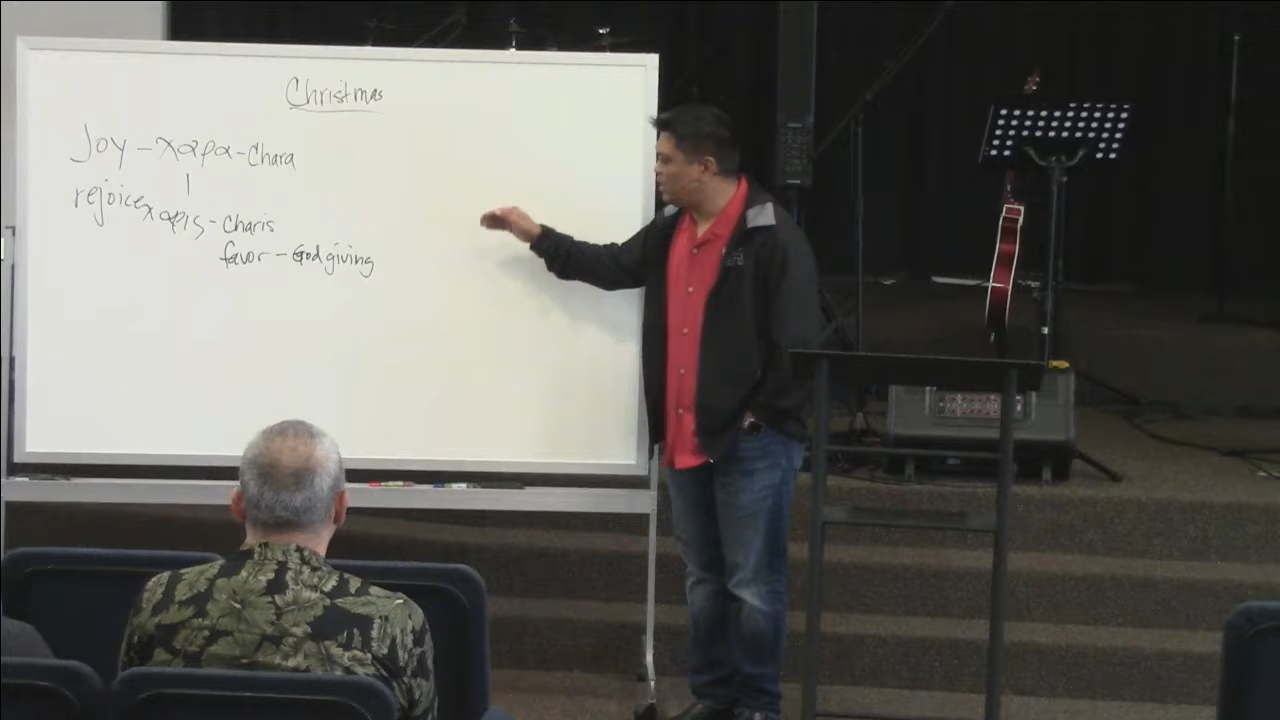 Christmas
Joy - χαρα - Chara
rejoice χαρις - Charis
favor - God giving